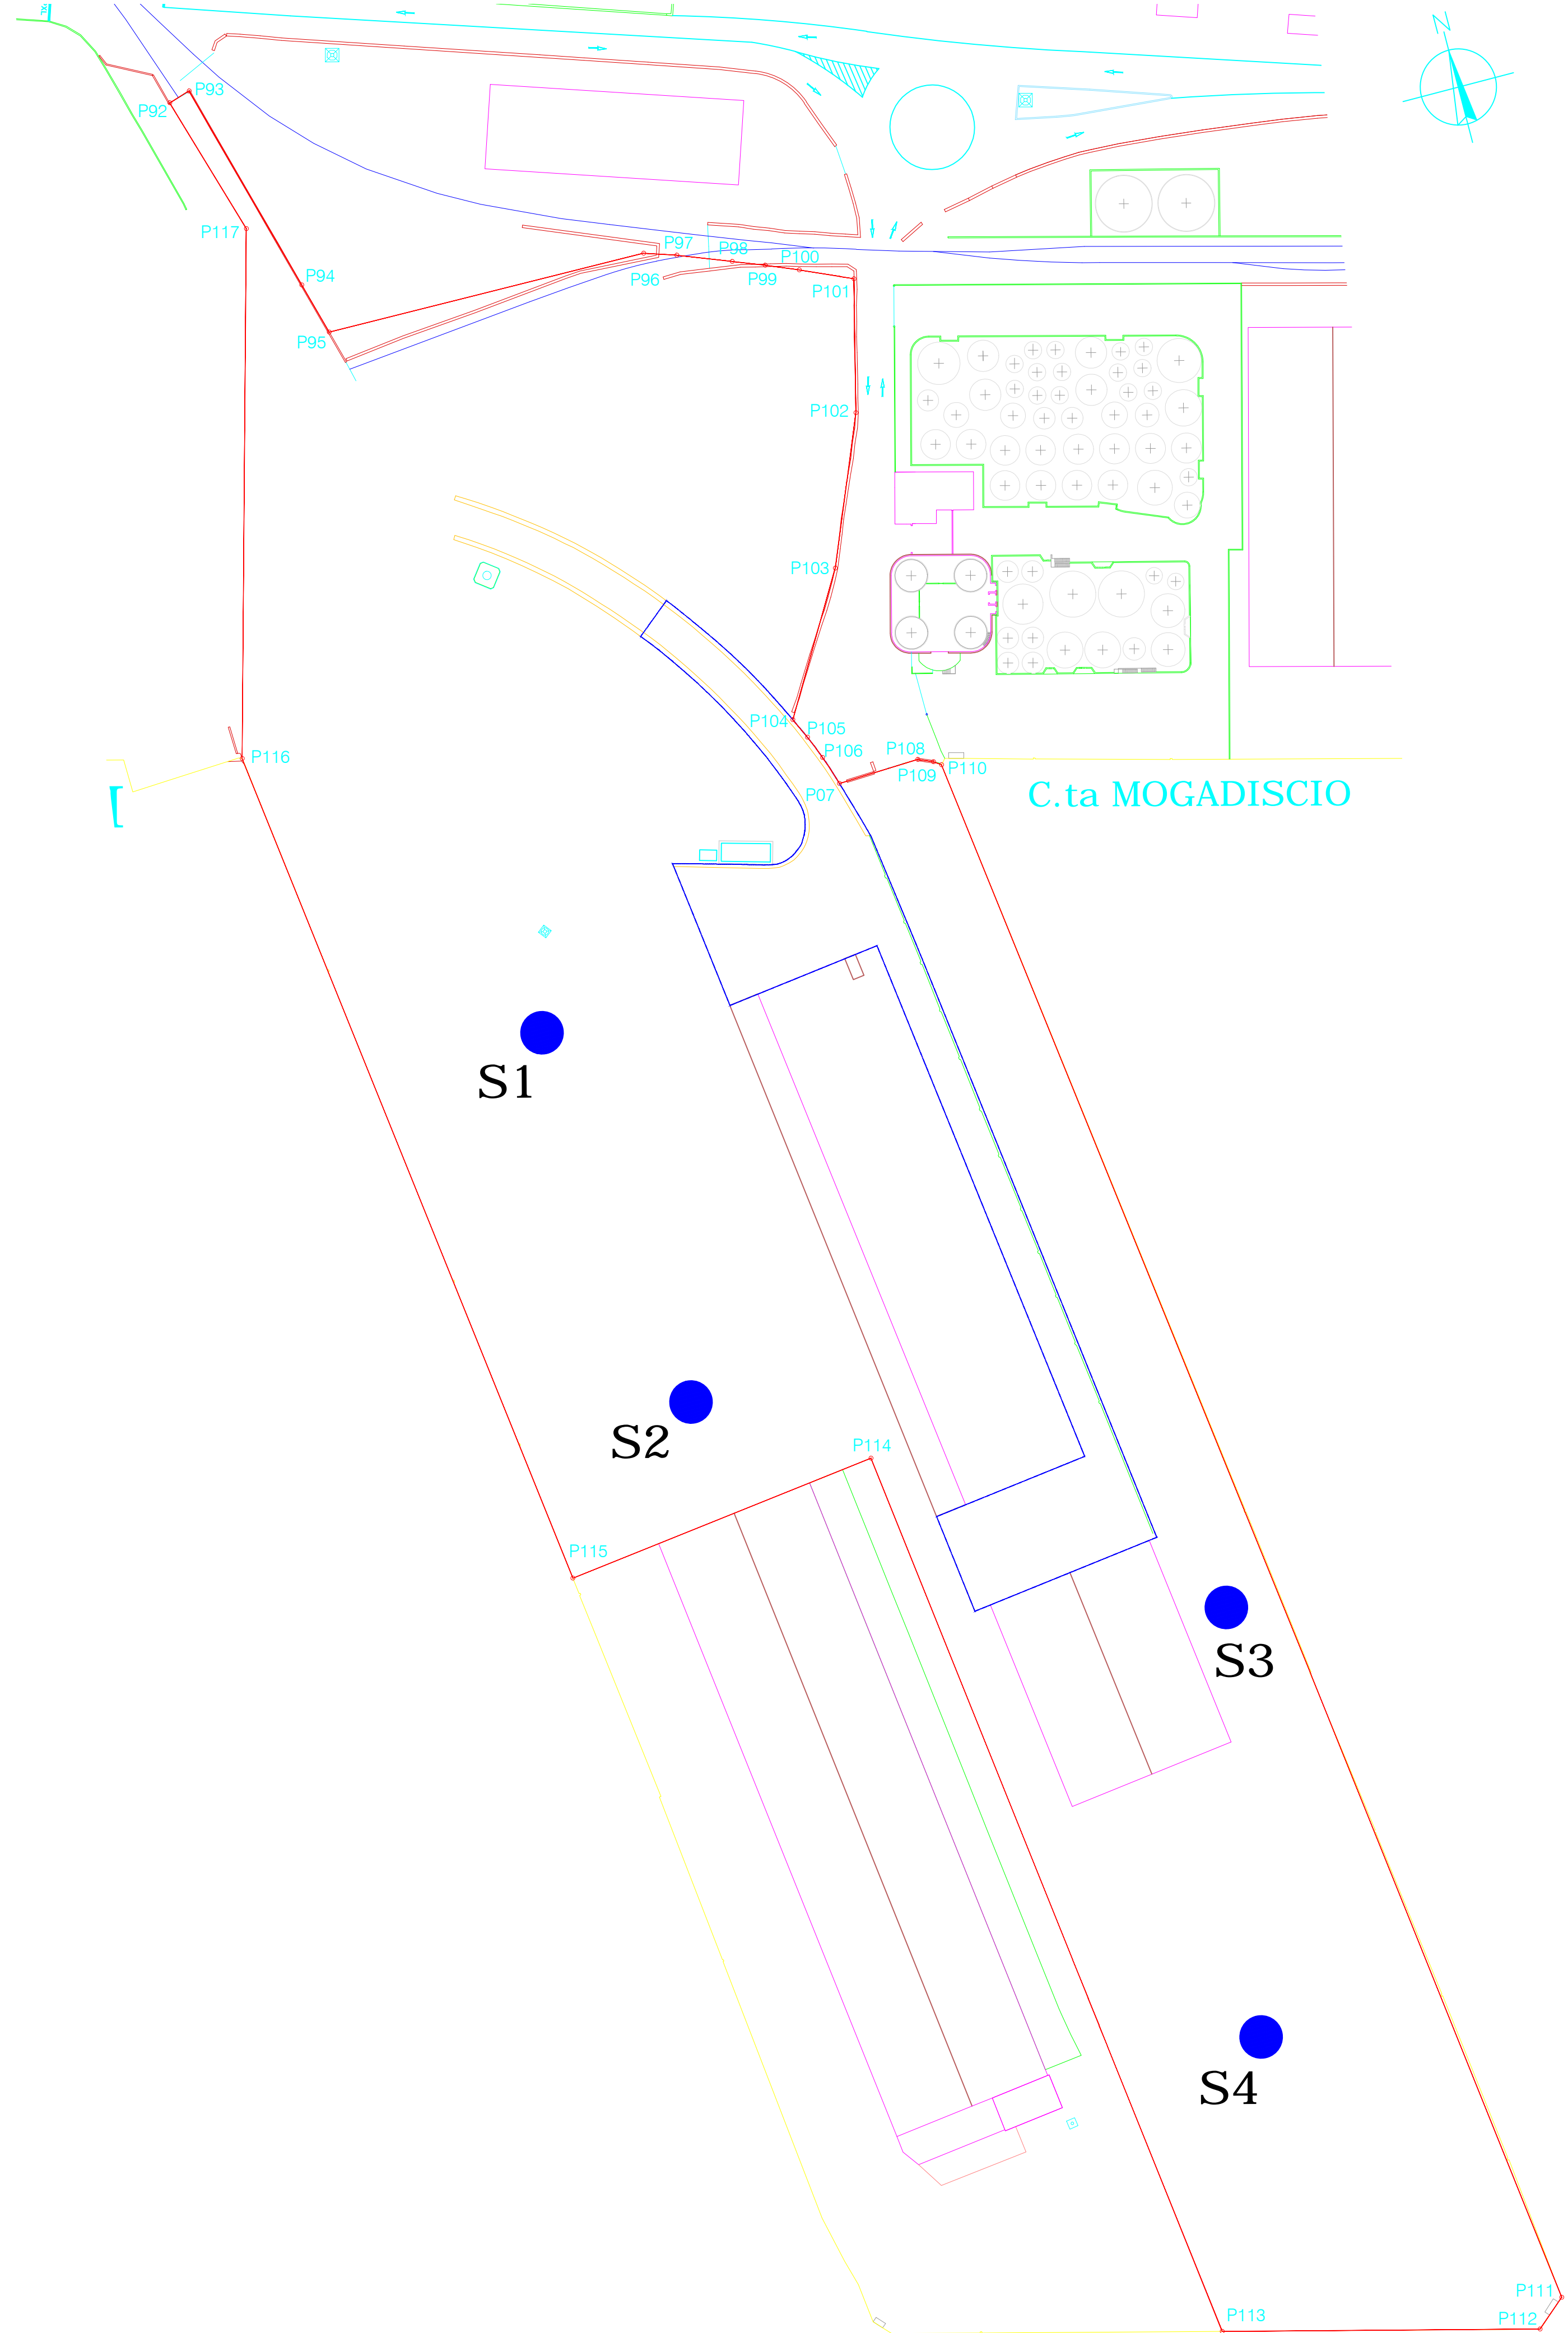 N
P93
P92
P117
P97
P98
P100
P96
P99
P101
P94
P95
P102
P103
P104
P105
P106
P108
P109
P110
P116
P07
C.ta MOGADISCIO
S1
S2
P114
P115
S3
S4
P111
P112
P113